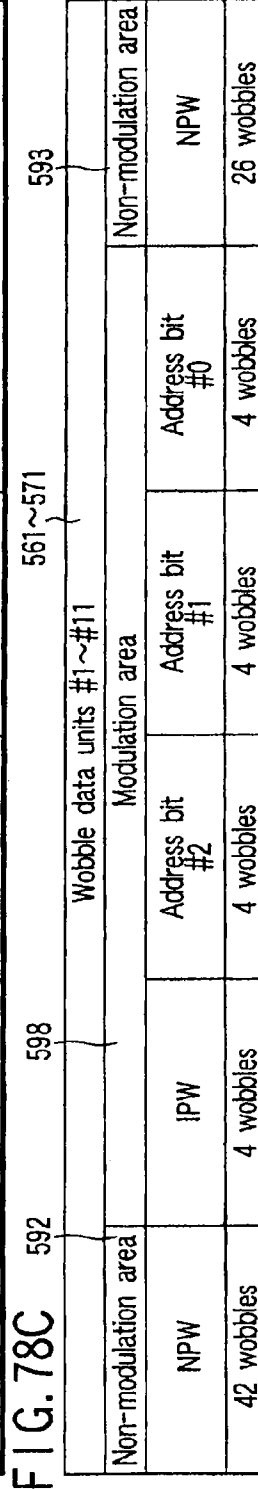 FIG.78C
592 598 561~571 593
Wobble data units #1~#11
Non-modulation area Modulation area Non-modulation area
NPW IPW Address bit #2 Address bit #1 Address bit #0 NPW
42 wobbles 4 wobbles 4 wobbles 4 wobbles 4 wobbles 26 wobbles